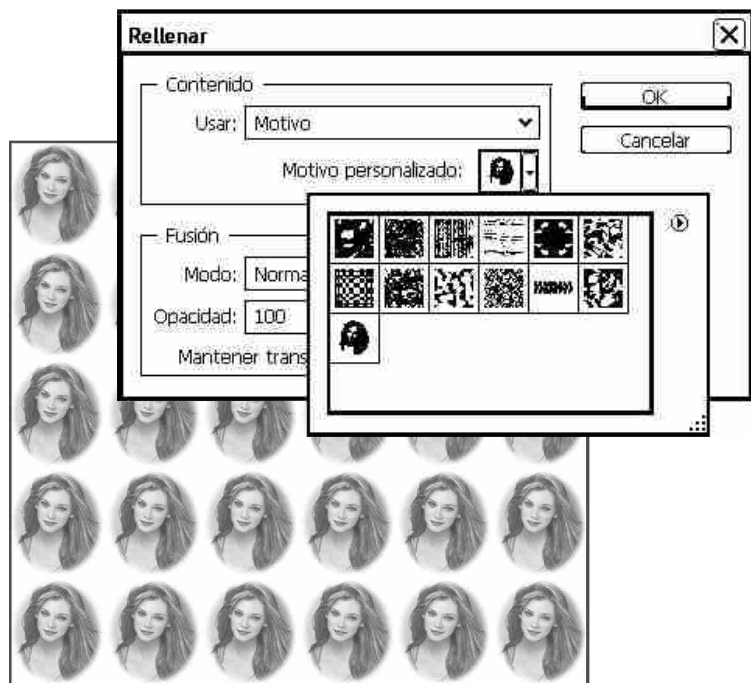 Rellenar
Contenido
OK
Usar: Motivo
Cancelar
Motivo personalizado:
Fusión
Modo: Norma
Opacidad: 100
Mantener trans